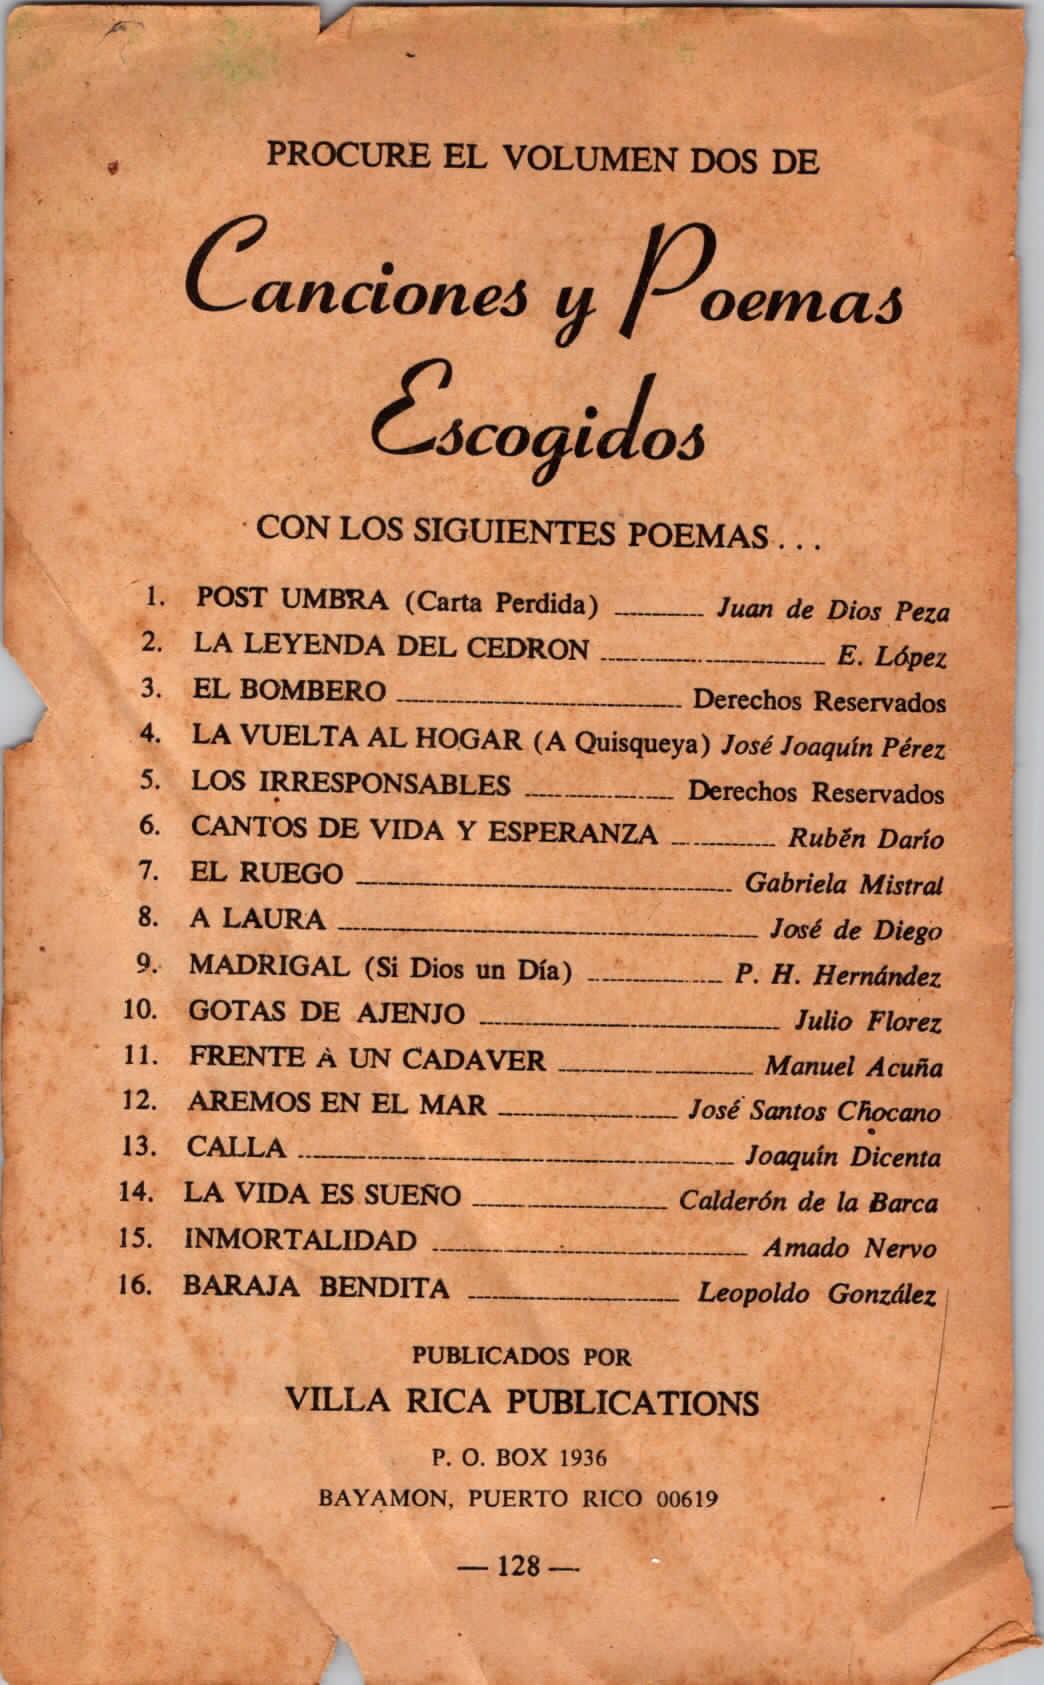 PROCURE EL VOLUMEN DOS DE
Canciones y Poemas
Escogidos
CON LOS SIGUIENTES POEMAS . . .
1. POST UMBRA (Carta Perdida) ---------- Juan de Dios Peza
2. LA LEYENDA DEL CEDRON ---------- E. López
3. EL BOMBERO ---------- Derechos Reservados
4. LA VUELTA AL HOGAR (A Quisqueya) José Joaquín Pérez
5. LOS IRRESPONSABLES ---------- Derechos Reservados
6. CANTOS DE VIDA Y ESPERANZA ---------- Rubén Darío
7. EL RUEGO ---------- Gabriela Mistral
8. A LAURA ---------- José de Diego
9. MADRIGAL (Si Dios un Día) ---------- P. H. Hernández
10. GOTAS DE AJENJO ---------- Julio Florez
11. FRENTE A UN CADAVER ---------- Manuel Acuña
12. AREMOS EN EL MAR ---------- José Santos Chocano
13. CALLA ---------- Joaquín Dicenta
14. LA VIDA ES SUEÑO ---------- Calderón de la Barca
15. INMORTALIDAD ---------- Amado Nervo
16. BARAJA BENDITA ---------- Leopoldo González
PUBLICADOS POR
VILLA RICA PUBLICATIONS
P. O. BOX 1936
BAYAMON, PUERTO RICO 00619
— 128 —